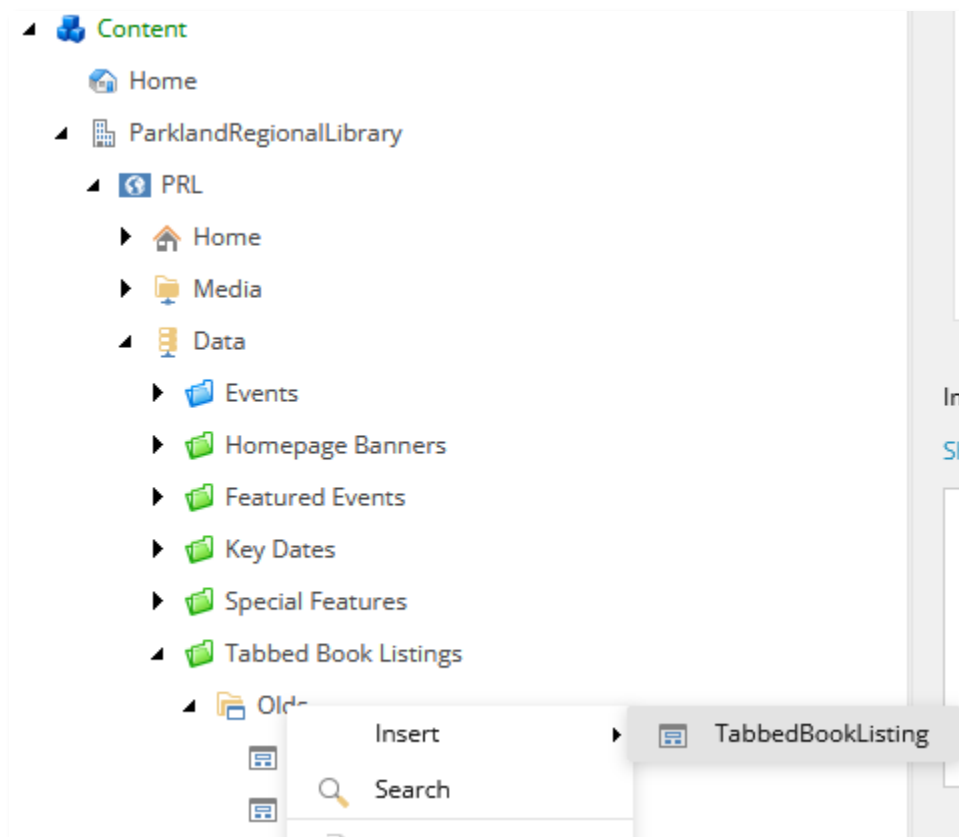 Content
Home
ParklandRegionalLibrary
PRL
Home
Media
Data
Events
Homepage Banners
Featured Events
Key Dates
Special Features
Tabbed Book Listings
Insert
TabbedBookListing
Search